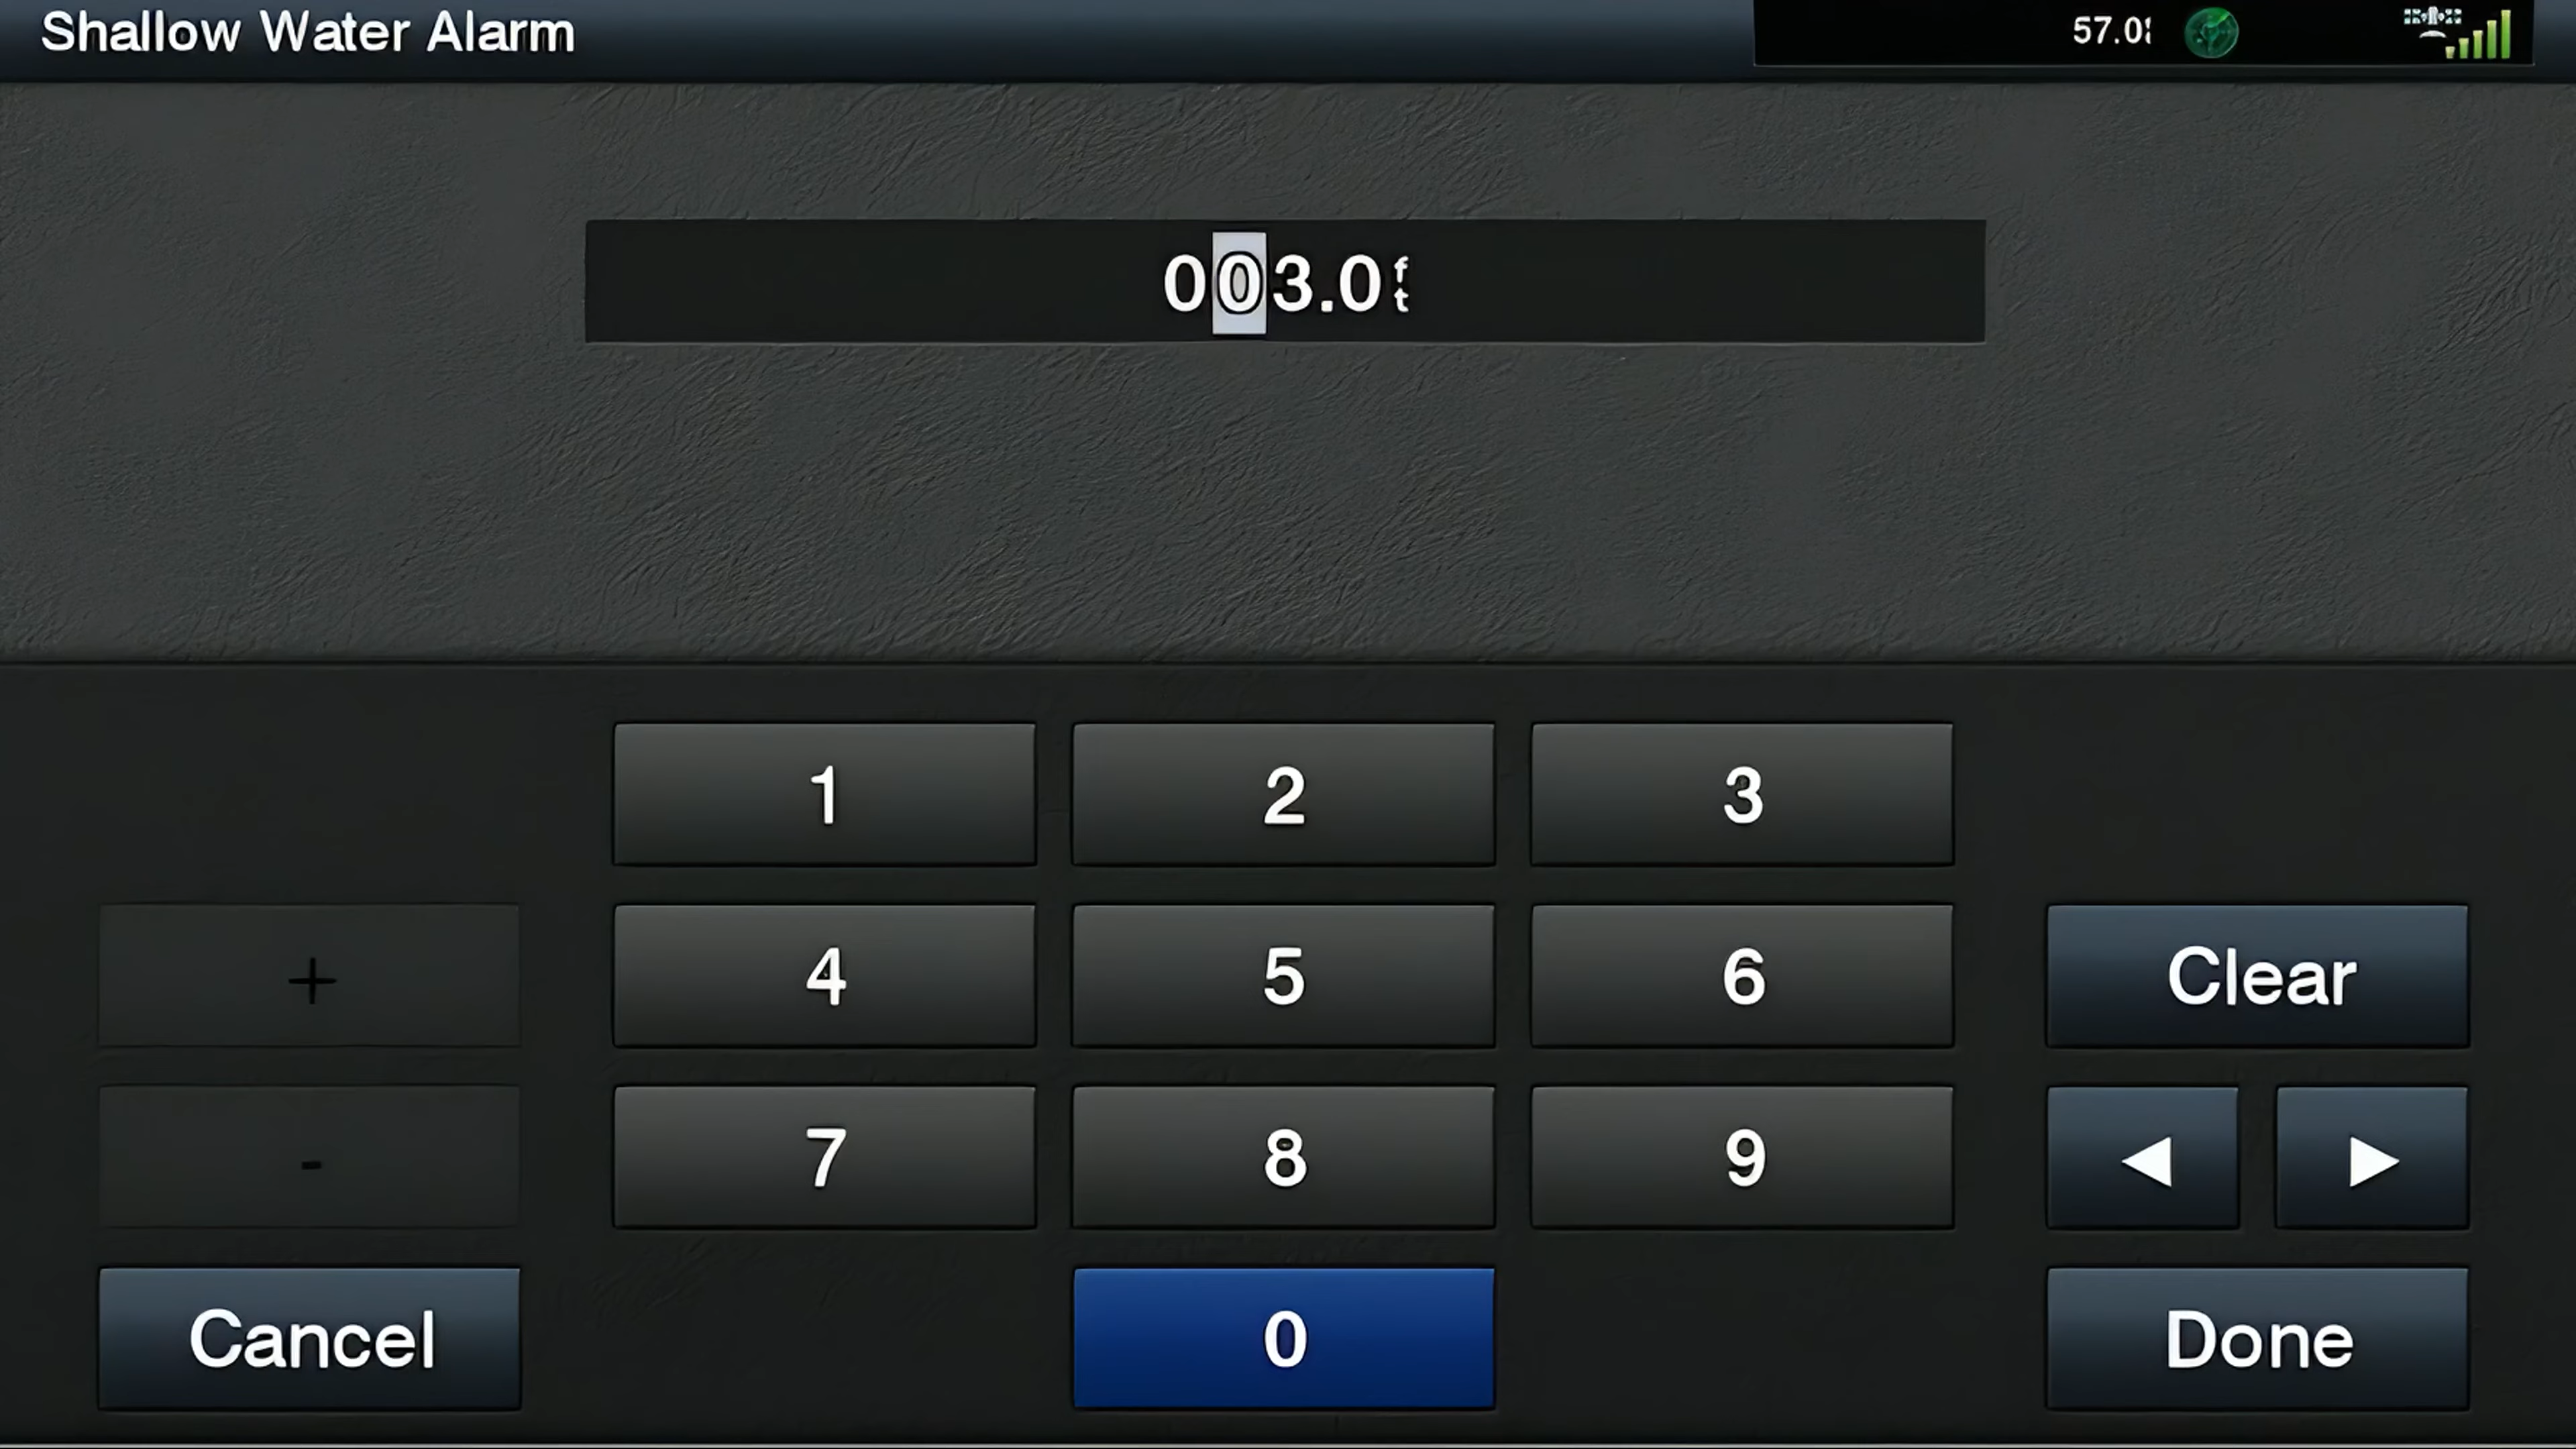 Shallow Water Alarm
57.0
003.0ft
1 2 3
+ 4 5 6 Clear
- 7 8 9
Cancel 0 Done